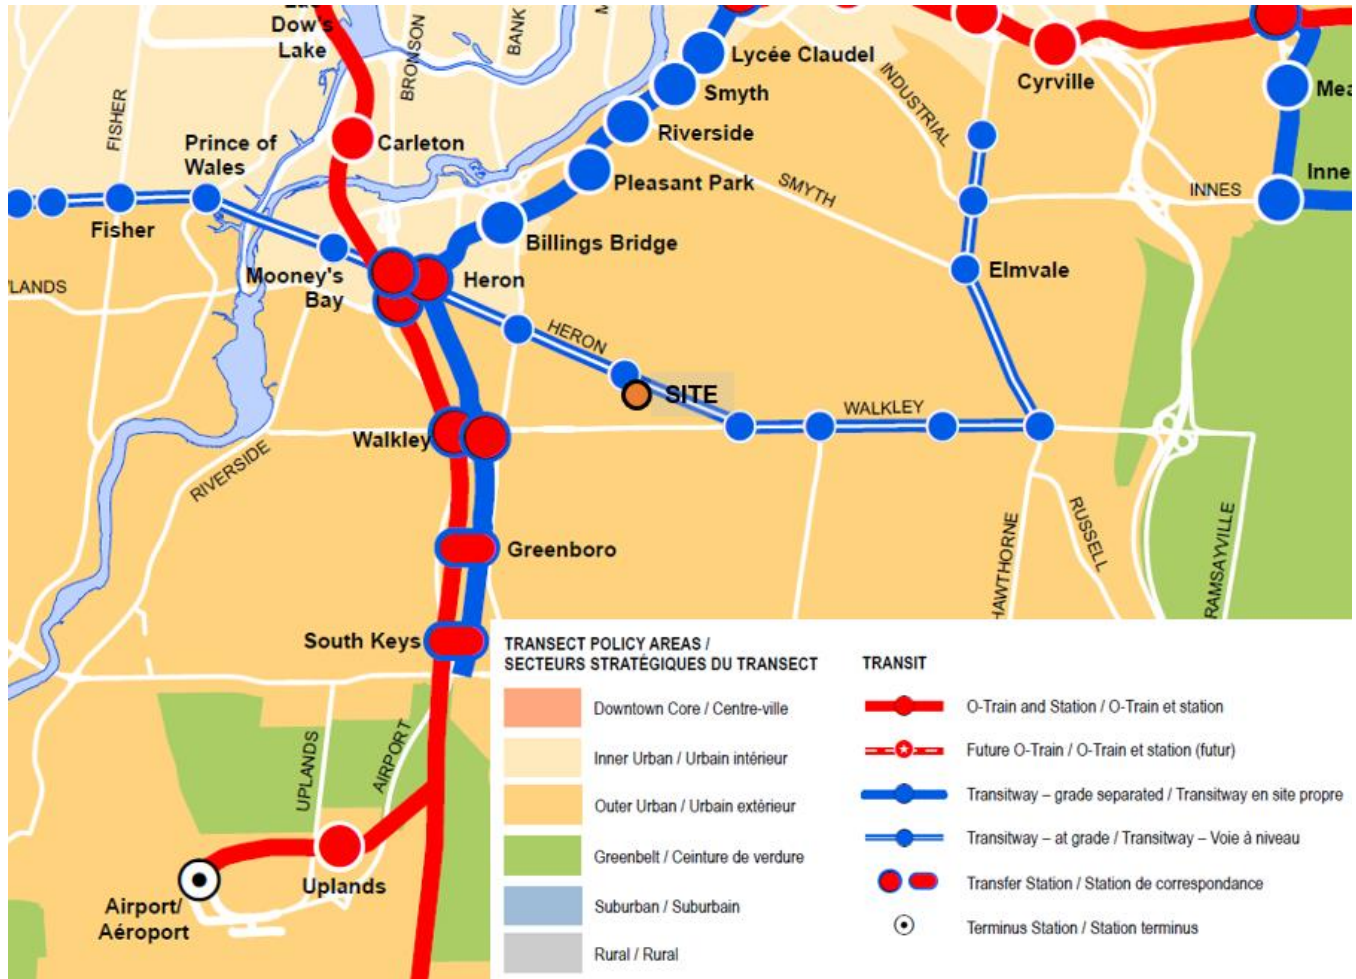 Dow's
Lake
BRONSON
BANK
FISHER
Lycée Claudel
Smyth
INDUSTRIAL
Cyrville
Riverside
Prince of
Wales
Carleton
Pleasant Park
SMYTH
INNES
Fisher
Billings Bridge
Mooney's
Bay
Heron
Elmvale
HERON
SITE
WALKLEY
Walkley
RIVERSIDE
Greenboro
HAWTHORNE
RUSSELL
RAMSAYVILLE
South Keys
UPLANDS
AIRPORT
Uplands
Airport/
Aéroport
TRANSECT POLICY AREAS /
SECTEURS STRATÉGIQUES DU TRANSECT
Downtown Core / Centre-ville
Inner Urban / Urbain intérieur
Outer Urban / Urbain extérieur
Greenbelt / Ceinture de verdure
Suburban / Suburbain
Rural / Rural
TRANSIT
O-Train and Station / O-Train et station
Future O-Train / O-Train et station (futur)
Transitway – grade separated / Transitway en site propre
Transitway – at grade / Transitway – Voie à niveau
Transfer Station / Station de correspondance
Terminus Station / Station terminus